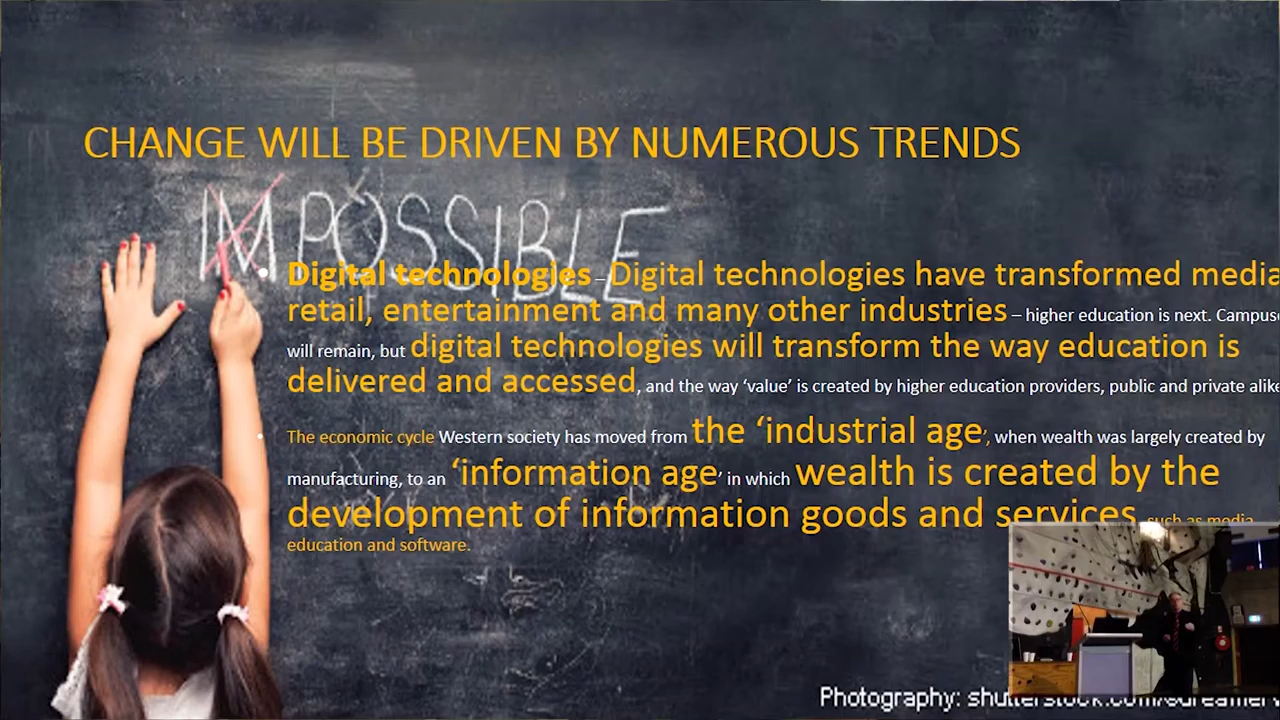 CHANGE WILL BE DRIVEN BY NUMEROUS TRENDS
IMPOSSIBLE
Digital technologies – Digital technologies have transformed media
retail, entertainment and many other industries – higher education is next.
will remain, but digital technologies will transform the way education is
delivered and accessed, and the way ‘value’ is created by higher education providers, public and private alike
The economic cycle Western society has moved from the ‘industrial age’, when wealth was largely created by
manufacturing, to an ‘information age’ in which wealth is created by the
development of information goods and services, such as media
education and software.
Photography: